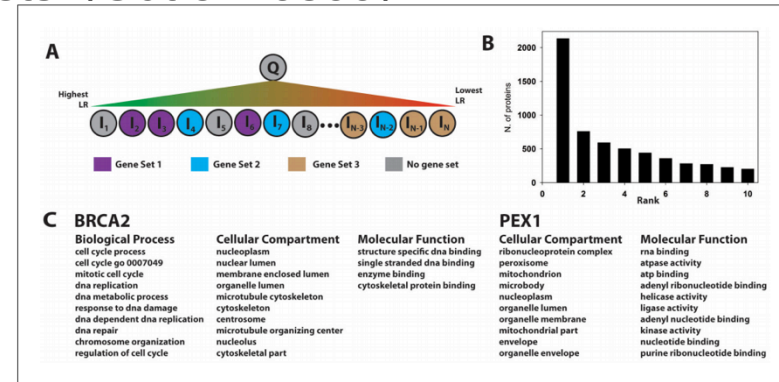 A
B
Q
Highest
LR
Lowest
LR
I1 I2 I3 I4 I5 I6 I7 I8 ••• IN-3 IN-2 IN-1 IN
Gene Set 1 Gene Set 2 Gene Set 3 No gene set
N. of proteins
2000
1500
1000
500
0
0 2 4 6 8 10
Rank
C BRCA2
Biological Process
cell cycle process
cell cycle go 0007049
mitotic cell cycle
dna replication
dna metabolic process
response to dna damage
dna dependent dna replication
dna repair
chromosome organization
regulation of cell cycle
Cellular Compartment
nucleoplasm
nuclear lumen
membrane enclosed lumen
organelle lumen
microtubule cytoskeleton
cytoskeleton
centrosome
microtubule organizing center
nucleolus
cytoskeletal part
Molecular Function
structure specific dna binding
single stranded dna binding
enzyme binding
cytoskeletal protein binding
PEX1
Cellular Compartment
ribonucleoprotein complex
peroxisome
mitochondrion
microbody
nucleoplasm
organelle lumen
organelle membrane
mitochondrial part
envelope
organelle envelope
Molecular Function
rna binding
atpase activity
atp binding
adenyl ribonucleotide binding
helicase activity
ligase activity
adenyl nucleotide binding
kinase activity
nucleotide binding
purine ribonucleotide binding